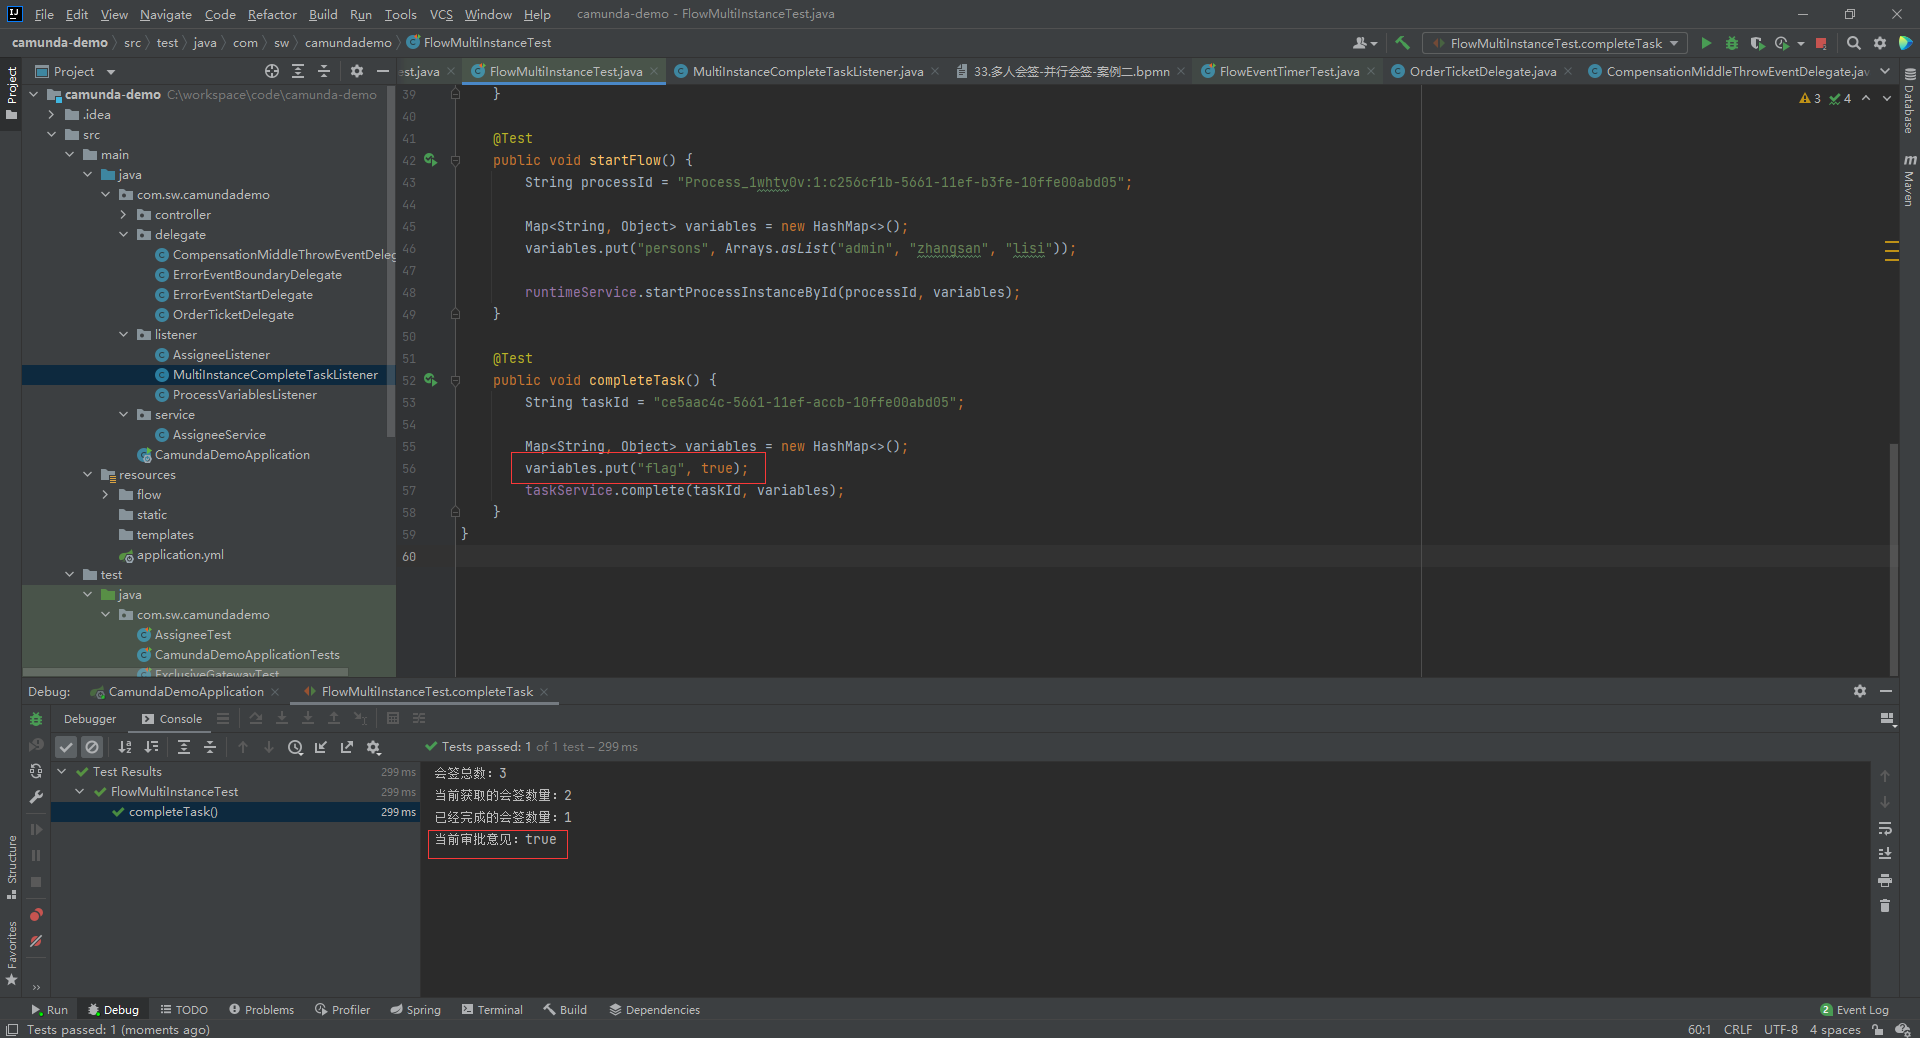 File Edit View Navigate Code Refactor Build Run Tools VCS Window Help camunda-demo - FlowMultiInstanceTest.java
camunda-demo src test java com sw camundademo FlowMultiInstanceTest
FlowMultiInstanceTest.completeTask
Project
est.java FlowMultiInstanceTest.java MultiInstanceCompleteTaskListener.java 33.多人会签-并行会签-案例二.bpmn FlowEventTimerTest.java OrderTicketDelegate.java CompensationMiddleThrowEventDelegate.jav
camunda-demo C:\workspace\code\camunda-demo
.idea
src
main
java
com.sw.camundademo
controller
delegate
CompensationMiddleThrowEventDeleg
ErrorEventBoundaryDelegate
ErrorEventStartDelegate
OrderTicketDelegate
listener
AssigneeListener
MultiInstanceCompleteTaskListener
ProcessVariablesListener
service
AssigneeService
CamundaDemoApplication
resources
flow
static
templates
application.yml
test
java
com.sw.camundademo
AssigneeTest
CamundaDemoApplicationTests
ExclusiveGatewayTest
3 4
39 }
40
41 @Test
42 public void startFlow() {
43 String processId = "Process_1whtv0v:1:c256cf1b-5661-11ef-b3fe-10ffe00abd05";
44
45 Map<String, Object> variables = new HashMap<>();
46 variables.put("persons", Arrays.asList("admin", "zhangsan", "lisi"));
47
48 runtimeService.startProcessInstanceById(processId, variables);
49 }
50
51 @Test
52 public void completeTask() {
53 String taskId = "ce5aac4c-5661-11ef-accb-10ffe00abd05";
54
55 Map<String, Object> variables = new HashMap<>();
56 variables.put("flag", true);
57 taskService.complete(taskId, variables);
58 }
59 }
60
Project
Structure
Favorites
Database
m Maven
Debug: CamundaDemoApplication FlowMultiInstanceTest.completeTask
Debugger Console
Tests passed: 1 of 1 test – 299 ms
Test Results 299 ms
FlowMultiInstanceTest 299 ms
completeTask() 299 ms
会签总数：3
当前获取的会签数量：2
已经完成的会签数量：1
当前审批意见：true
Run Debug TODO Problems Profiler Spring Terminal Build Dependencies 2 Event Log
Tests passed: 1 (moments ago) 60:1 CRLF UTF-8 4 spaces